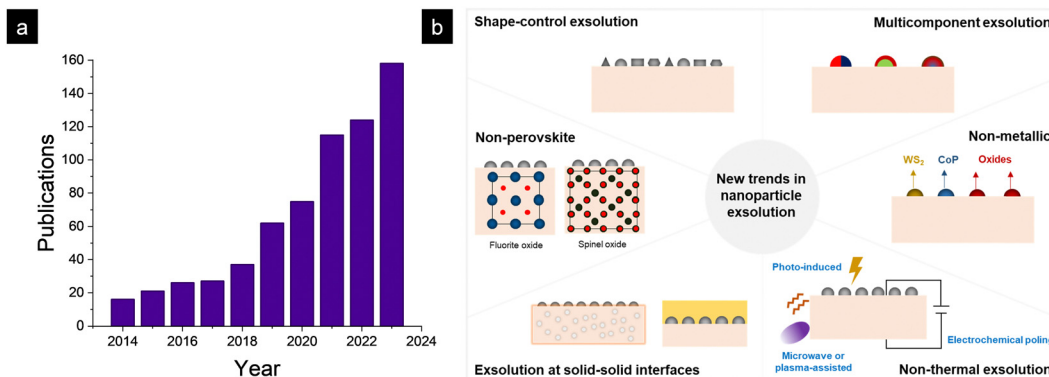 a
160
140
120
100
80
60
40
20
0
Publications
2014
2016
2018
2020
2022
2024
Year
b
Shape-control exsolution
Multicomponent exsolution
Non-perovskite
Fluorite oxide
Spinel oxide
New trends in
nanoparticle
exsolution
Non-metallic
WS₂
CoP
Oxides
Exsolution at solid-solid interfaces
Photo-induced
Electrochemical poling
Microwave or
plasma-assisted
Non-thermal exsolution